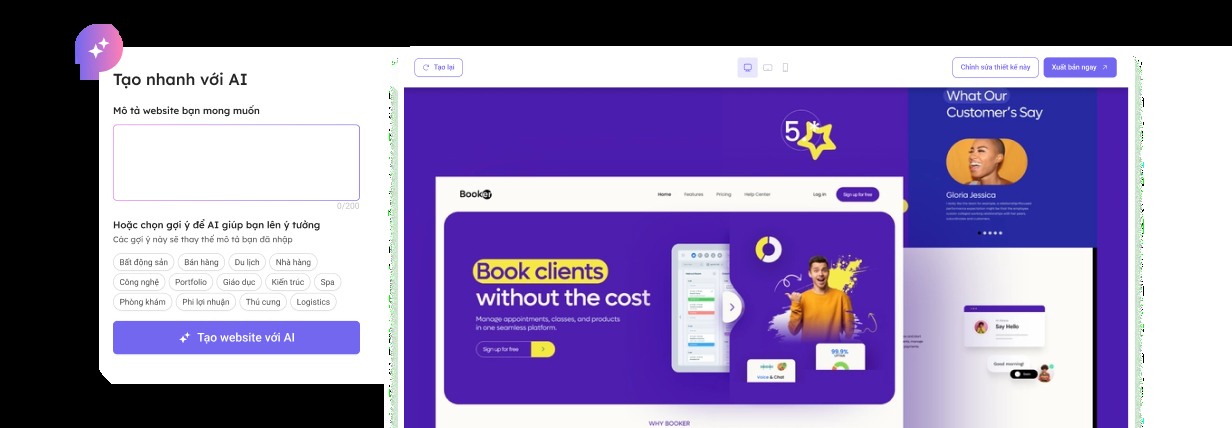 Tạo nhanh với AI
Mô tả website bạn mong muốn
0/200
Hoặc chọn gợi ý để AI giúp bạn lên ý tưởng
Các gợi ý này sẽ thay thế mô tả bạn đã nhập
Bất động sản Bán hàng Du lịch Nhà hàng
Công nghệ Portfolio Giáo dục Kiến trúc Spa
Phòng khám Phi lợi nhuận Thú cưng Logistics
Tạo website với AI
Tạo lại
Chỉnh sửa thiết kế này
Xuất bản ngay
5
What Our
Customer's Say
Gloria Jessica
Booker
Home Features Pricing Help Center Log in Sign up for free
Book clients
without the cost
Manage appointments, classes, and products
in one seamless platform.
Sign up for free
Voice & Chat
99.9%
Say Hello
Good morning!
WHY BOOKER